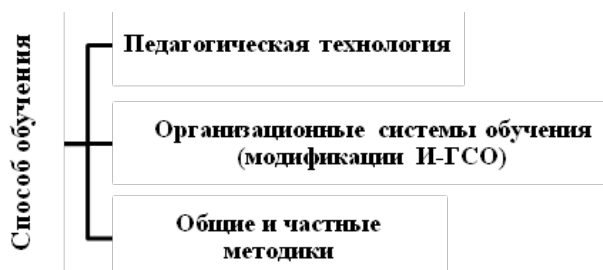 Способ обучения
Педагогическая технология
Организационные системы обучения
(модификации И-ГСО)
Общие и частные
методики